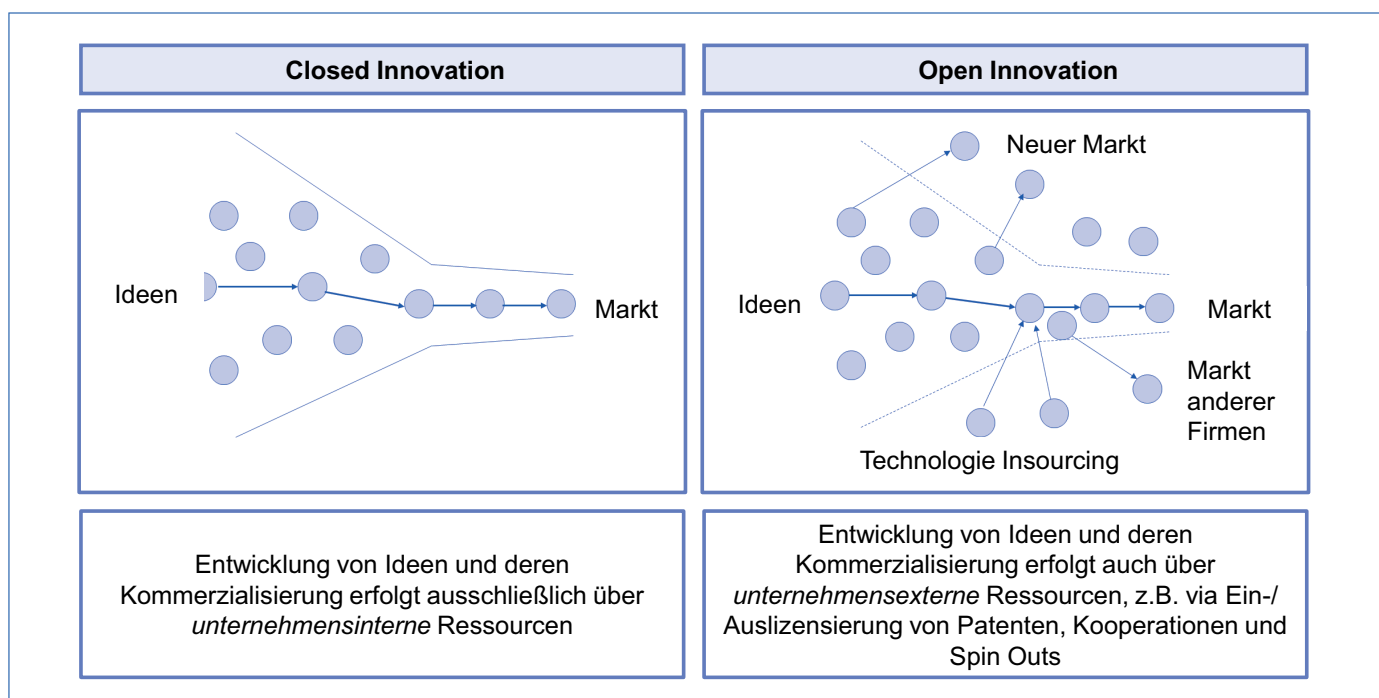 Closed Innovation
Ideen
Markt
Entwicklung von Ideen und deren
Kommerzialisierung erfolgt ausschließlich über
unternehmensinterne Ressourcen
Open Innovation
Neuer Markt
Ideen
Markt
Markt
anderer
Firmen
Technologie Insourcing
Entwicklung von Ideen und deren
Kommerzialisierung erfolgt auch über
unternehmensexterne Ressourcen, z.B. via Ein-/
Auslizensierung von Patenten, Kooperationen und
Spin Outs